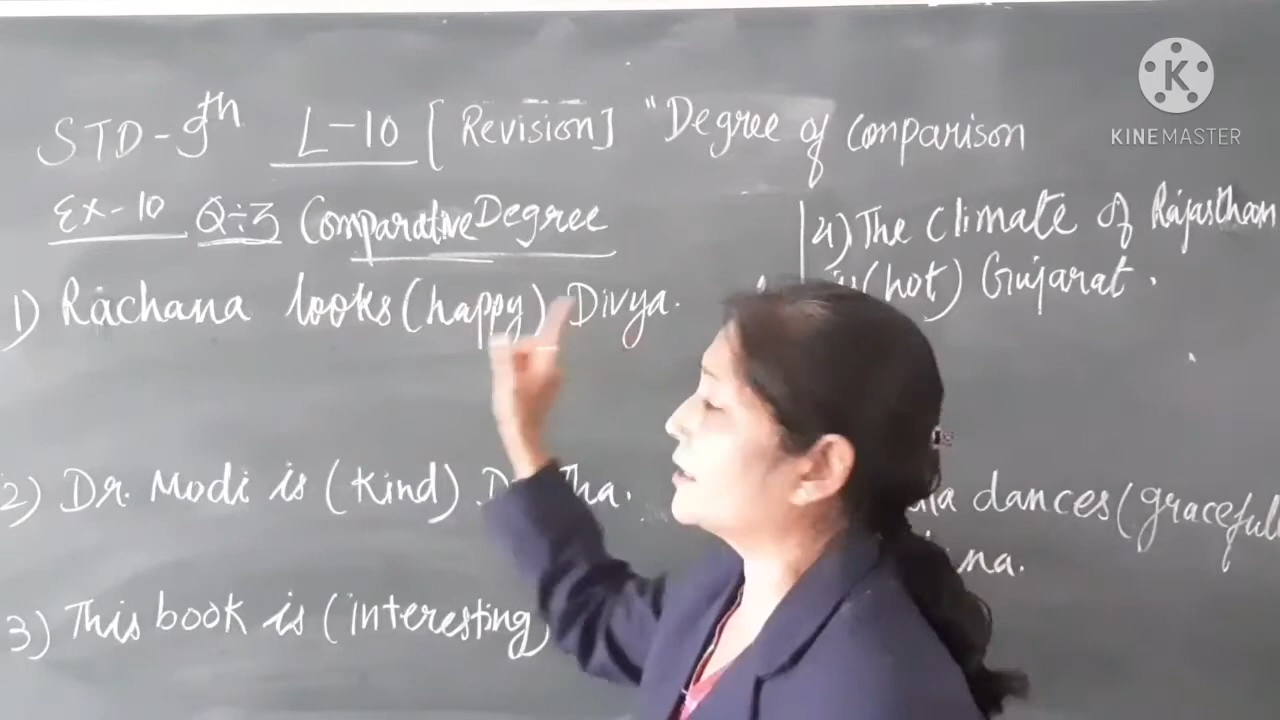 STD-9th L-10 [Revision] "Degree of Comparison
Ex-10 Q÷3 Comparative Degree
1) Rachana looks (happy) Divya.
2) Dr. Modi is (Kind)
3) This book is (interesting)
4) The climate of Rajasthan
is (hot) Gujarat.
dances (graceful
KINEMASTER